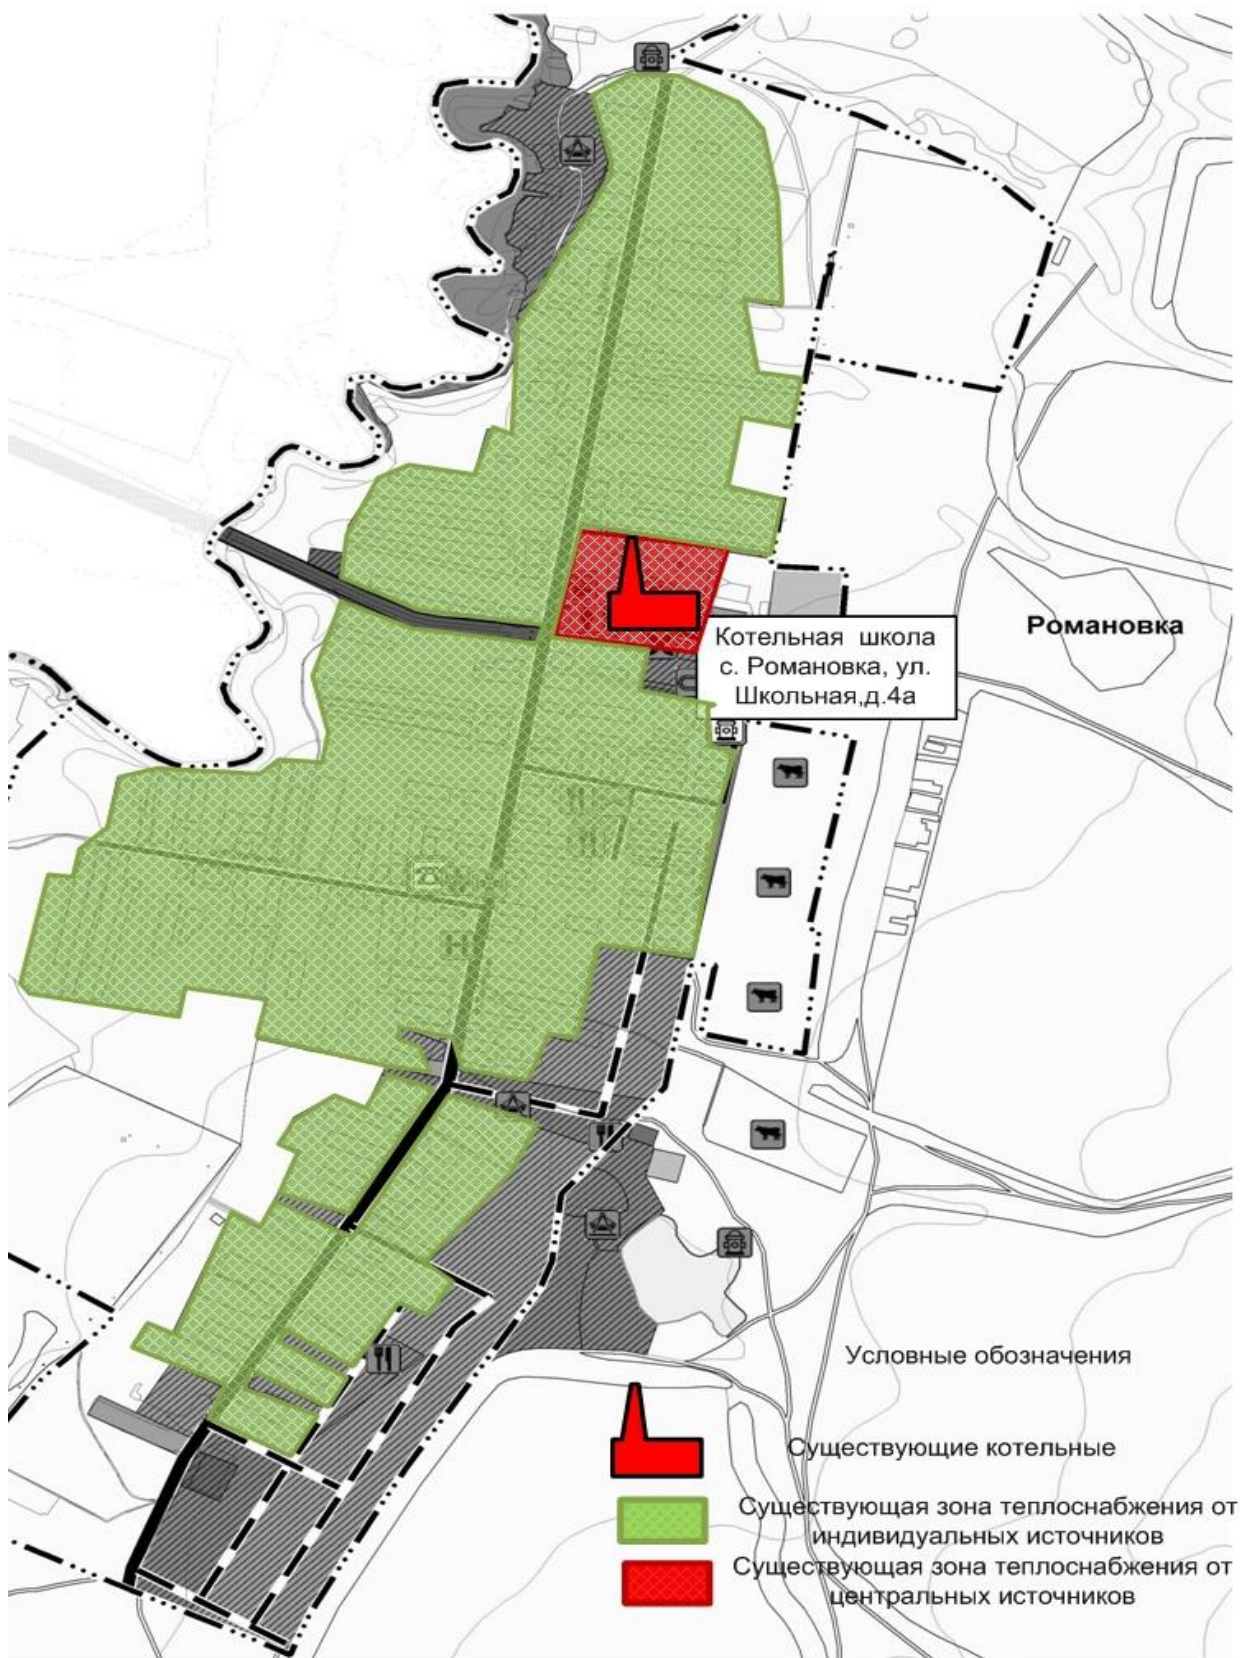 Романовка
Котельная школа
с. Романовка, ул.
Школьная,д.4а
Н
Условные обозначения
Существующие котельные
Существующая зона теплоснабжения от
индивидуальных источников
Существующая зона теплоснабжения от
центральных источников